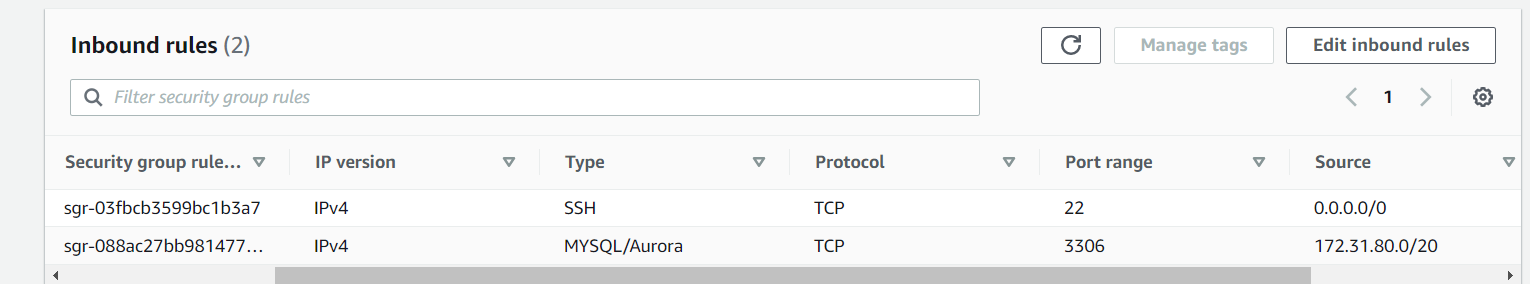 Inbound rules (2)
Manage tags
Edit inbound rules
Filter security group rules
1
Security group rule... IP version Type Protocol Port range Source
sgr-03fbcb3599bc1b3a7 IPv4 SSH TCP 22 0.0.0.0/0
sgr-088ac27bb981477... IPv4 MYSQL/Aurora TCP 3306 172.31.80.0/20